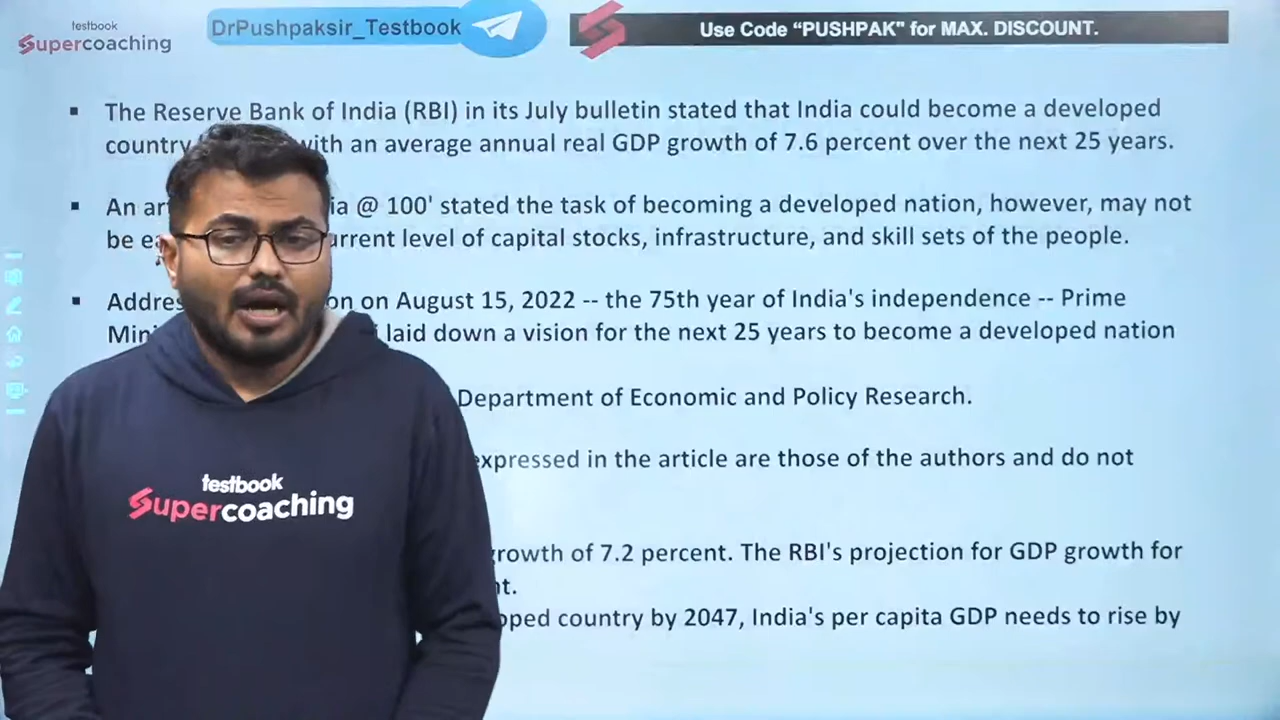 testbook
Supercoaching
DrPushpaksir_Testbook
Use Code “PUSHPAK" for MAX. DISCOUNT.
▪ The Reserve Bank of India (RBI) in its July bulletin stated that India could become a developed
country with an average annual real GDP growth of 7.6 percent over the next 25 years.
▪ An @ 100' stated the task of becoming a developed nation, however, may not
be level of capital stocks, infrastructure, and skill sets of the people.
▪ on August 15, 2022 -- the 75th year of India's independence -- Prime
laid down a vision for the next 25 years to become a developed nation
Department of Economic and Policy Research.
expressed in the article are those of the authors and do not
growth of 7.2 percent. The RBI's projection for GDP growth for
country by 2047, India's per capita GDP needs to rise by
testbook
Supercoaching